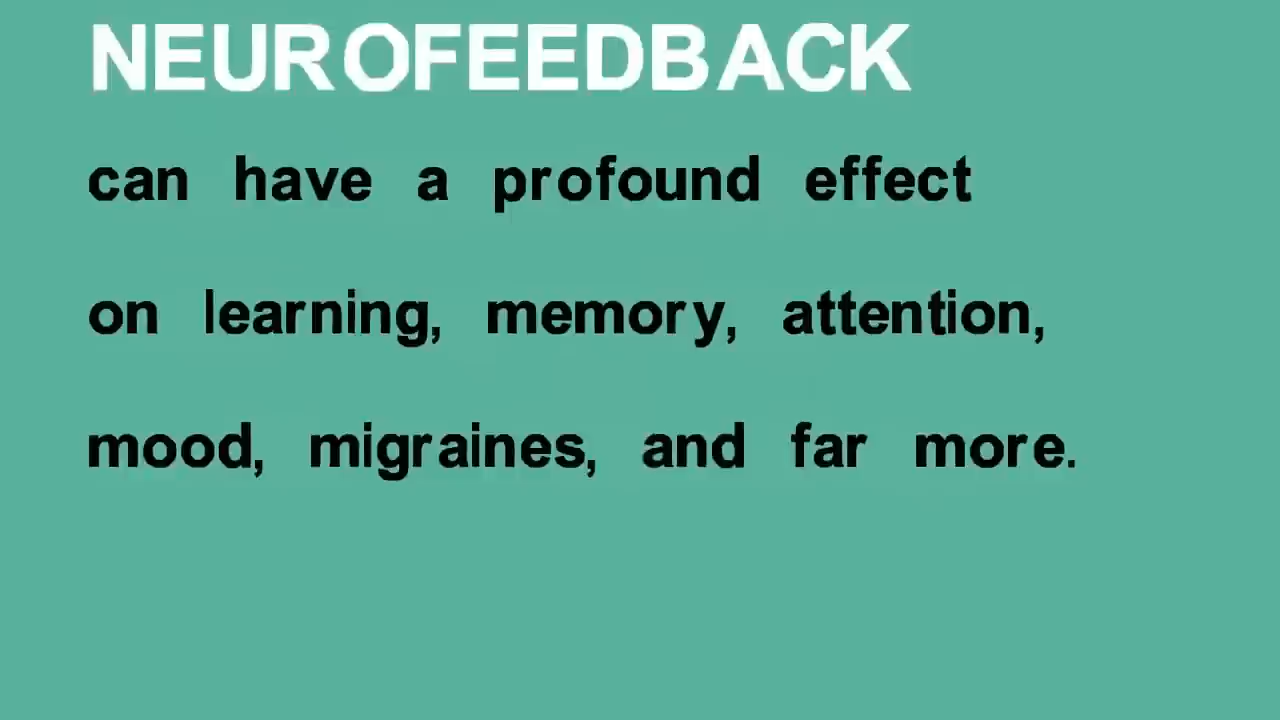 NEUROFEEDBACK
can have a profound effect
on learning, memory, attention,
mood, migraines, and far more.